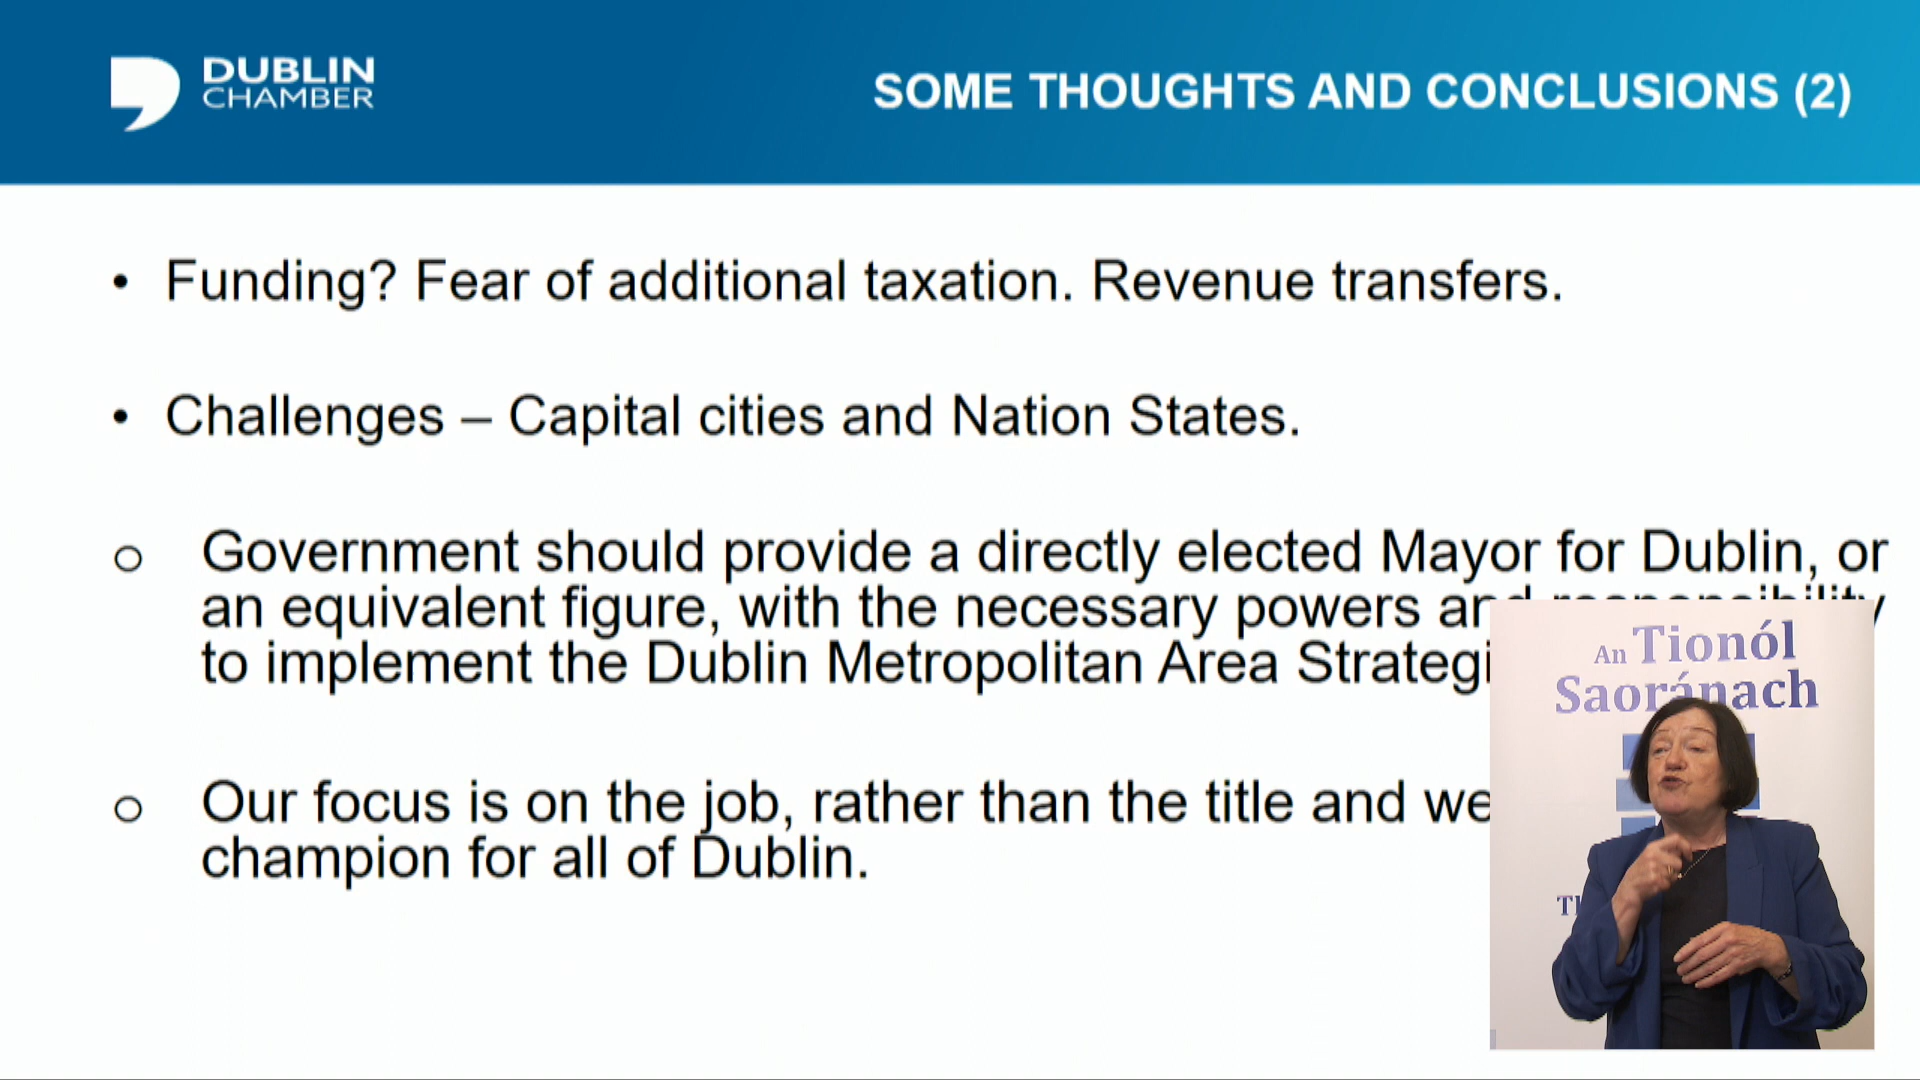 DUBLIN
CHAMBER
SOME THOUGHTS AND CONCLUSIONS (2)
• Funding? Fear of additional taxation. Revenue transfers.
• Challenges – Capital cities and Nation States.
o Government should provide a directly elected Mayor for Dublin, or
an equivalent figure, with the necessary powers and responsibility
to implement the Dublin Metropolitan Area
o Our focus is on the job, rather than the title and
champion for all of Dublin.
An Tionól
Saoránach